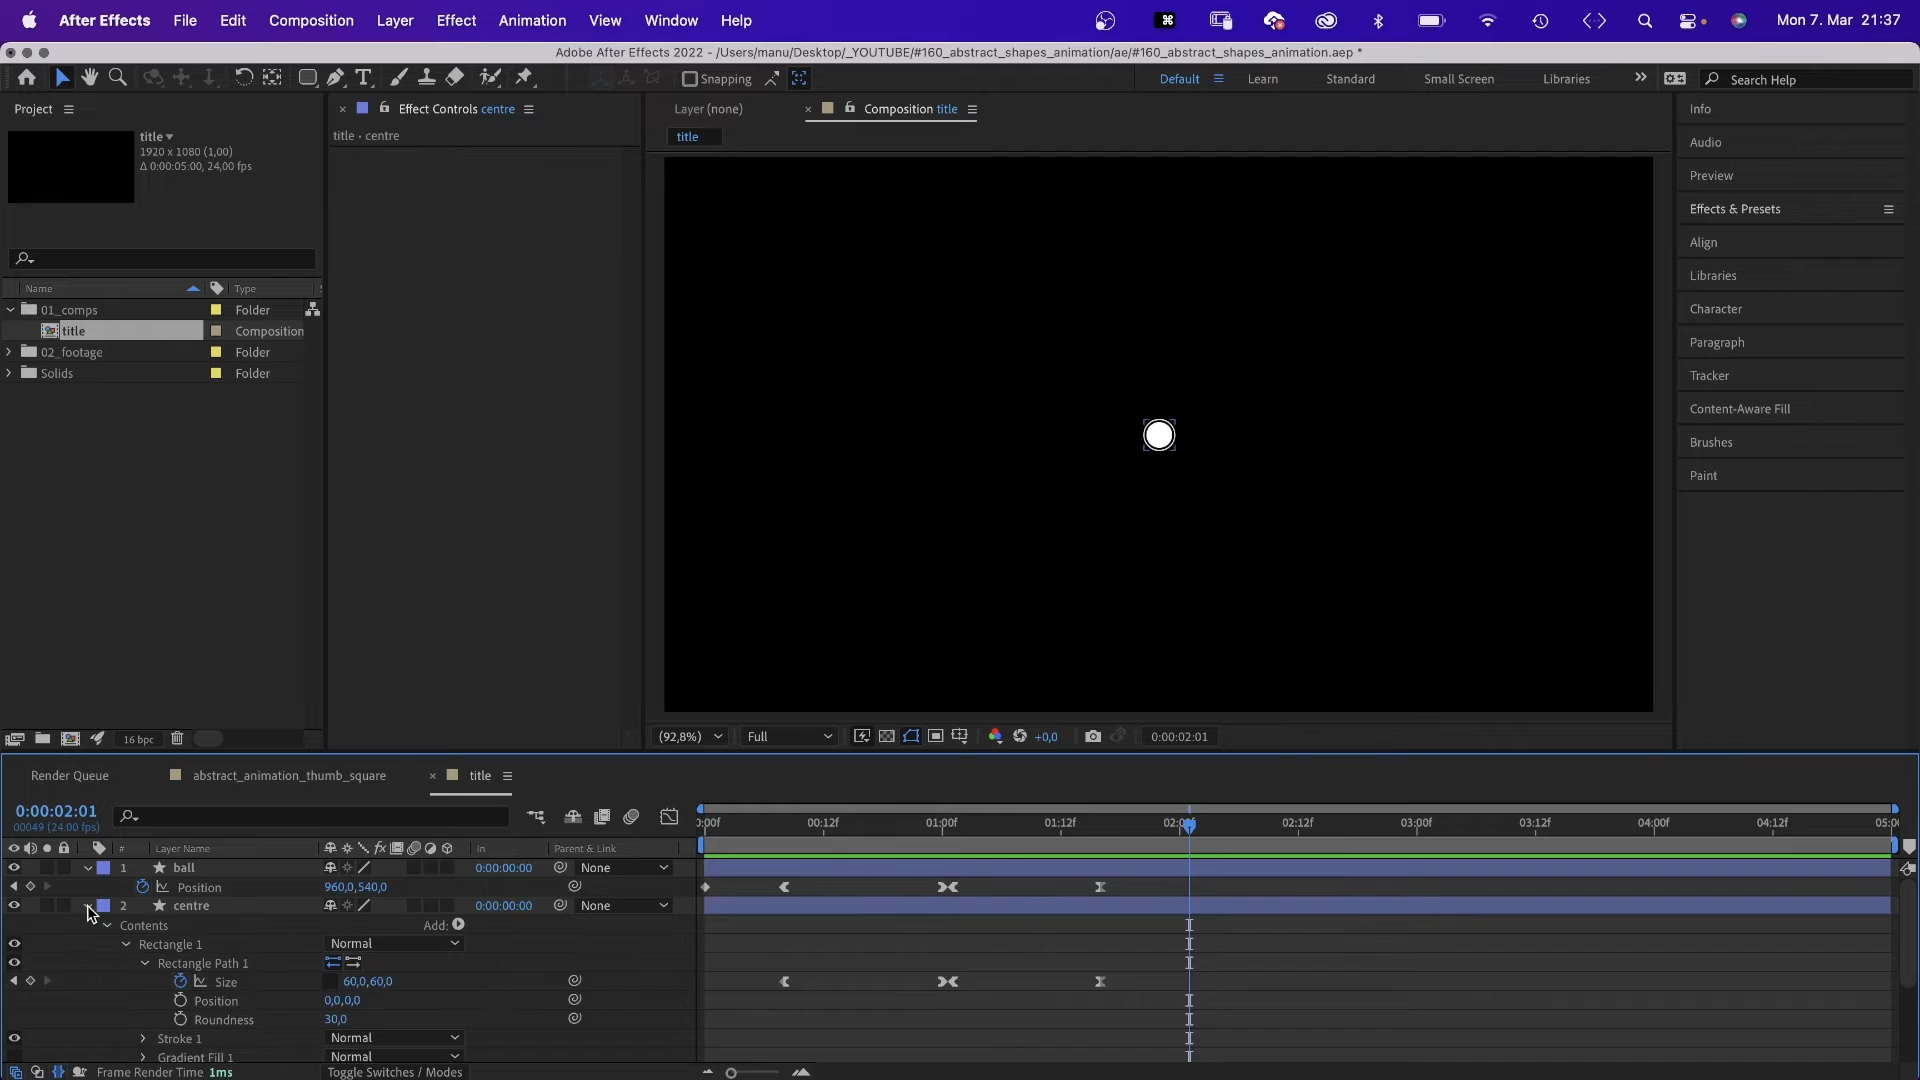 After Effects File Edit Composition Layer Effect Animation View Window Help Mon 7. Mar 21:37
Adobe After Effects 2022 - /Users/manu/Desktop/_YOUTUBE/#160_abstract_shapes_animation/ae/#160_abstract_shapes_animation.aep *
Snapping Default Learn Standard Small Screen Libraries Search Help
Project Effect Controls centre Layer (none) Composition title Info
title
1920 x 1080 (1,00)
Δ 0:00:05:00, 24,00 fps
title • centre
title
Audio
Preview
Effects & Presets
Align
Libraries
Character
Paragraph
Tracker
Content-Aware Fill
Brushes
Paint
Name Type
01_comps Folder
title Composition
02_footage Folder
Solids Folder
16 bpc (92,8%) Full +0,0 0:00:02:01
Render Queue abstract_animation_thumb_square title
0:00:02:01
00049 (24.00 fps)
0:00f 00:12f 01:00f 01:12f 02:00f 02:12f 03:00f 03:12f 04:00f 04:12f 05:00
# Layer Name In Parent & Link
1 ball 0:00:00:00 None
Position 960,0,540,0
2 centre 0:00:00:00 None
Contents Add:
Rectangle 1 Normal
Rectangle Path 1
Size 60,0,60,0
Position 0,0,0,0
Roundness 30,0
Stroke 1 Normal
Gradient Fill 1 Normal
Frame Render Time 1ms Toggle Switches / Modes